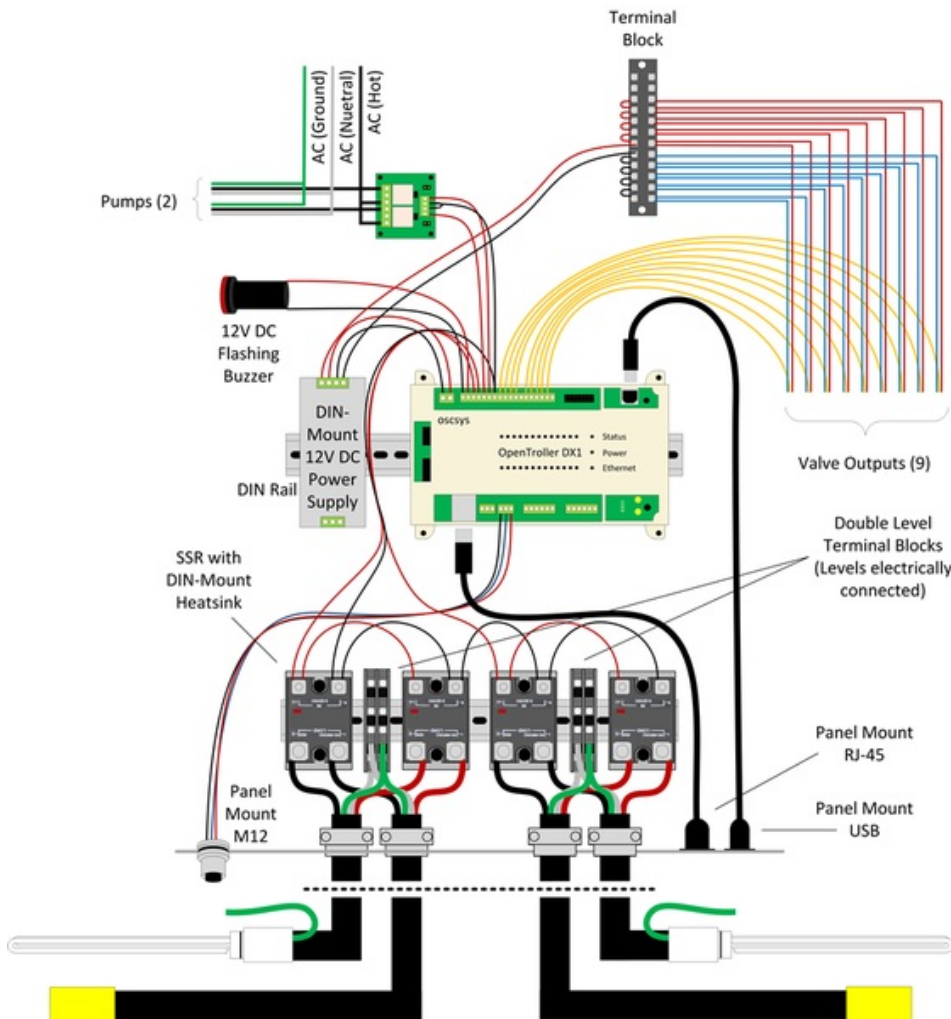 Terminal
Block
AC (Ground)
AC (Nuetral)
AC (Hot)
Pumps (2)
12V DC
Flashing
Buzzer
DIN-
Mount
12V DC
Power
Supply
DIN Rail
oscsys
OpenTroller DX1
Status
Power
Ethernet
Valve Outputs (9)
Double Level
Terminal Blocks
(Levels electrically
connected)
SSR with
DIN-Mount
Heatsink
Panel
Mount
M12
Panel Mount
RJ-45
Panel Mount
USB